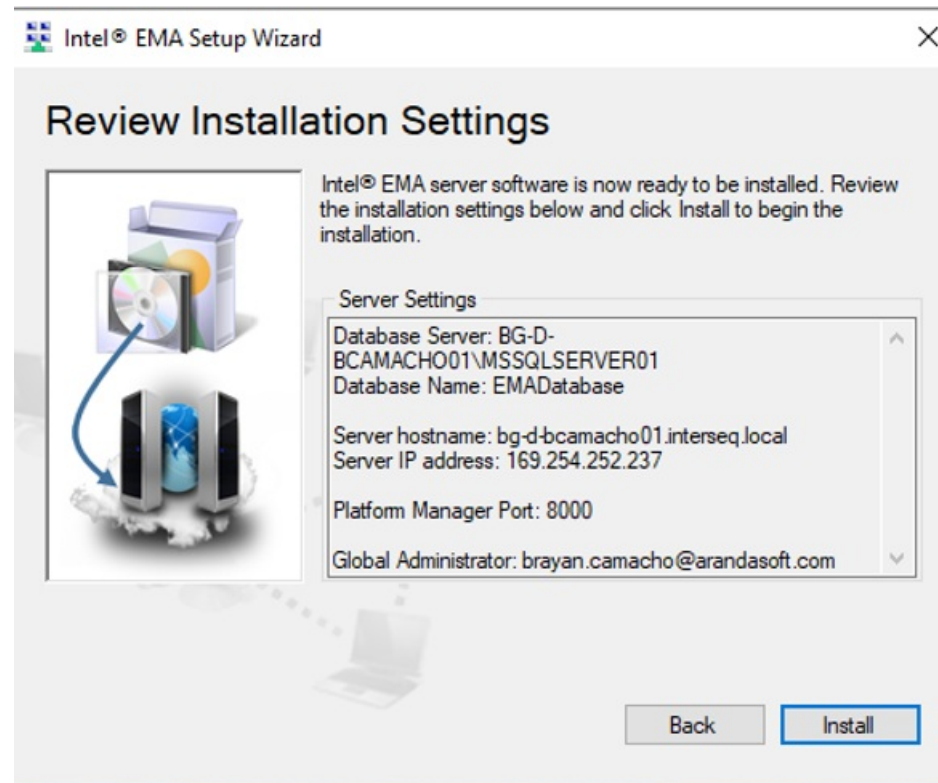 Intel® EMA Setup Wizard
Review Installation Settings
Intel® EMA server software is now ready to be installed. Review
the installation settings below and click Install to begin the
installation.
Server Settings
Database Server: BG-D-
BCAMACHO01\MSSQLSERVER01
Database Name: EMADatabase
Server hostname: bg-d-bcamacho01.interseq.local
Server IP address: 169.254.252.237
Platform Manager Port: 8000
Global Administrator: brayan.camacho@arandasoft.com
Back
Install